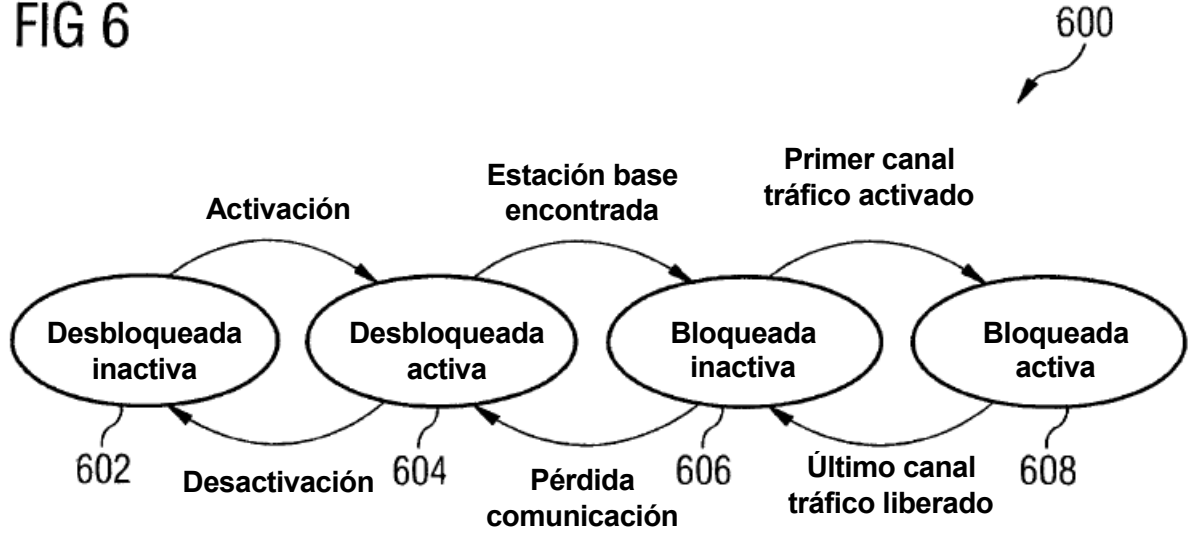 FIG 6
600
Activación
Estación base
encontrada
Primer canal
tráfico activado
Desbloqueada
inactiva
Desbloqueada
activa
Bloqueada
inactiva
Bloqueada
activa
602
Desactivación
604
Pérdida
comunicación
606
Último canal
tráfico liberado
608